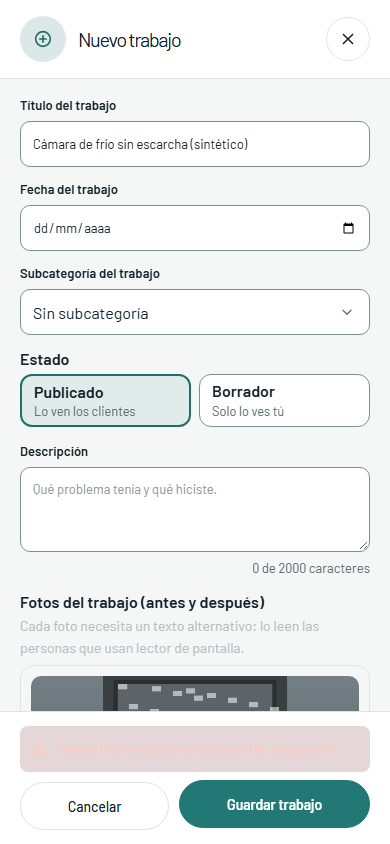 Nuevo trabajo
Título del trabajo
Cámara de frío sin escarcha (sintético)
Fecha del trabajo
dd/mm/aaaa
Subcategoría del trabajo
Sin subcategoría
Estado
Publicado
Lo ven los clientes
Borrador
Solo lo ves tú
Descripción
Qué problema tenía y qué hiciste.
0 de 2000 caracteres
Fotos del trabajo (antes y después)
Cada foto necesita un texto alternativo: lo leen las
personas que usan lector de pantalla.
Cancelar
Guardar trabajo